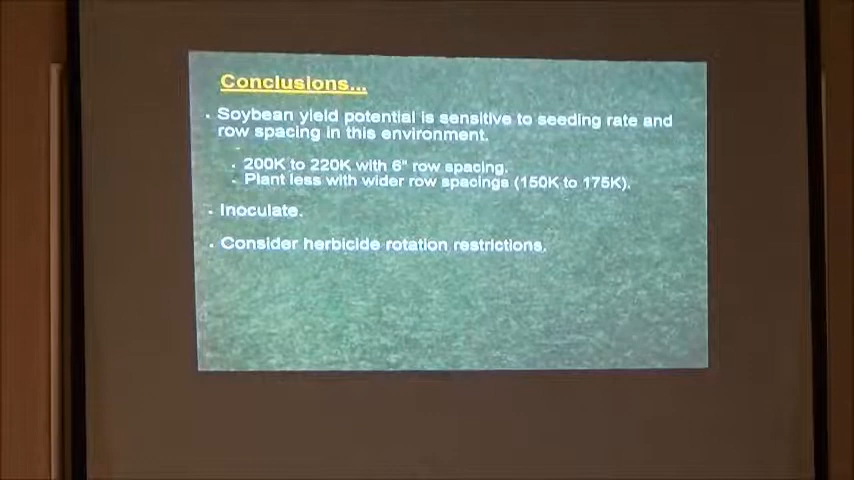 Conclusions...
• Soybean yield potential is sensitive to seeding rate and
row spacing in this environment.
• 200K to 220K with 6" row spacing.
• Plant less with wider row spacings (150K to 175K).
• Inoculate.
• Consider herbicide rotation restrictions.